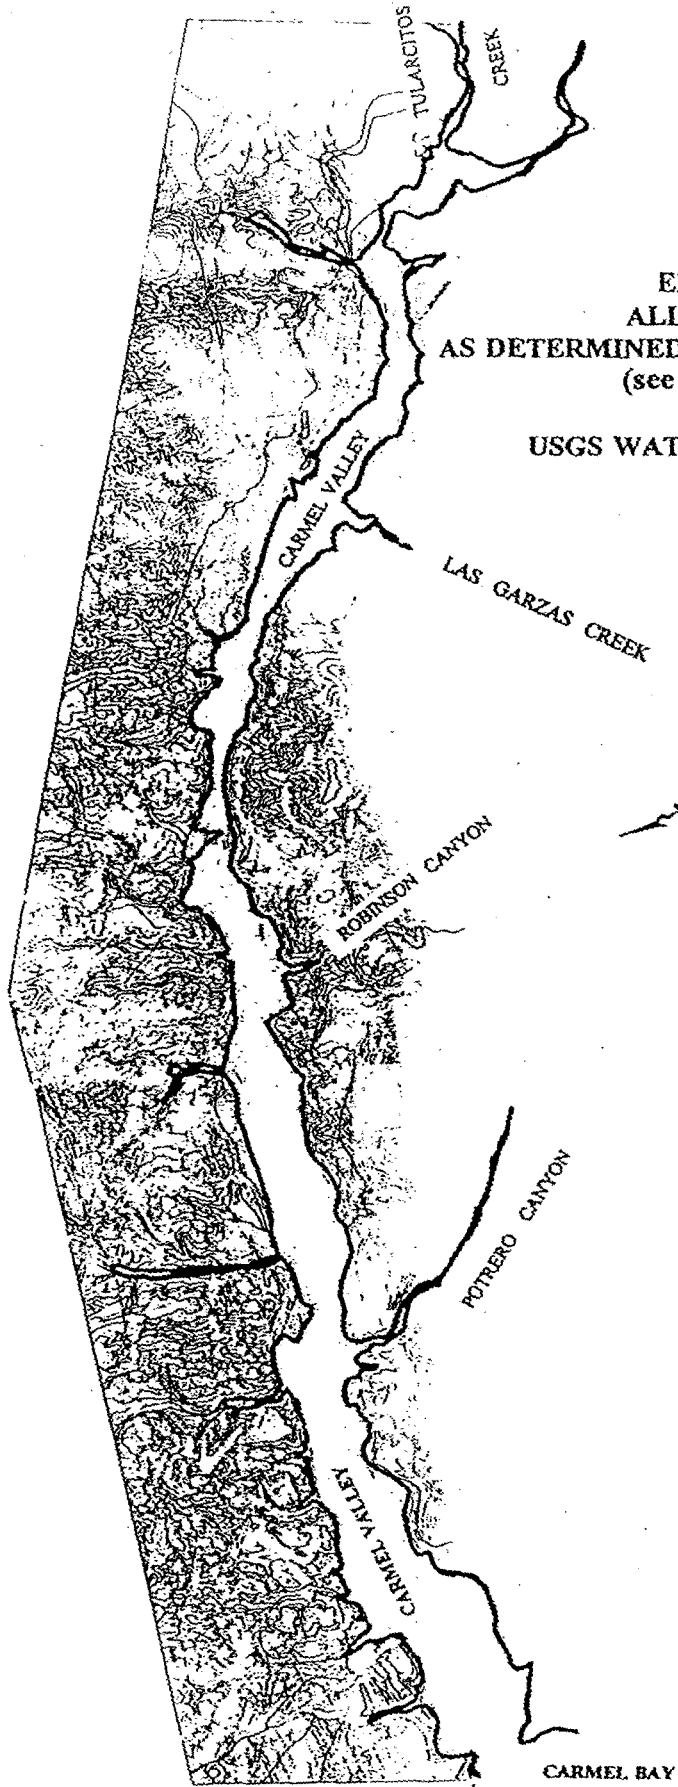 TULARCITOS
CREEK
AS DETERMINED
(see
USGS WAT
CARMEL VALLEY
LAS GARZAS CREEK
ROBINSON CANYON
POTRERO CANYON
CARMEL VALLEY
CARMEL BAY